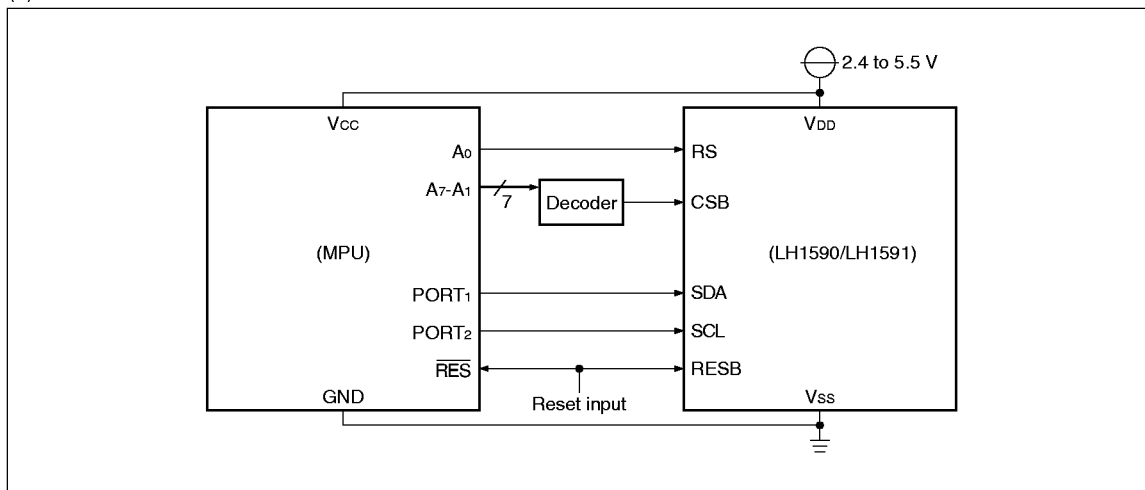 2.4 to 5.5 V
VCC
VDD
A0
RS
A7-A1
7
Decoder
CSB
(MPU)
(LH1590/LH1591)
PORT1
SDA
PORT2
SCL
RES
RESB
Reset input
GND
VSS